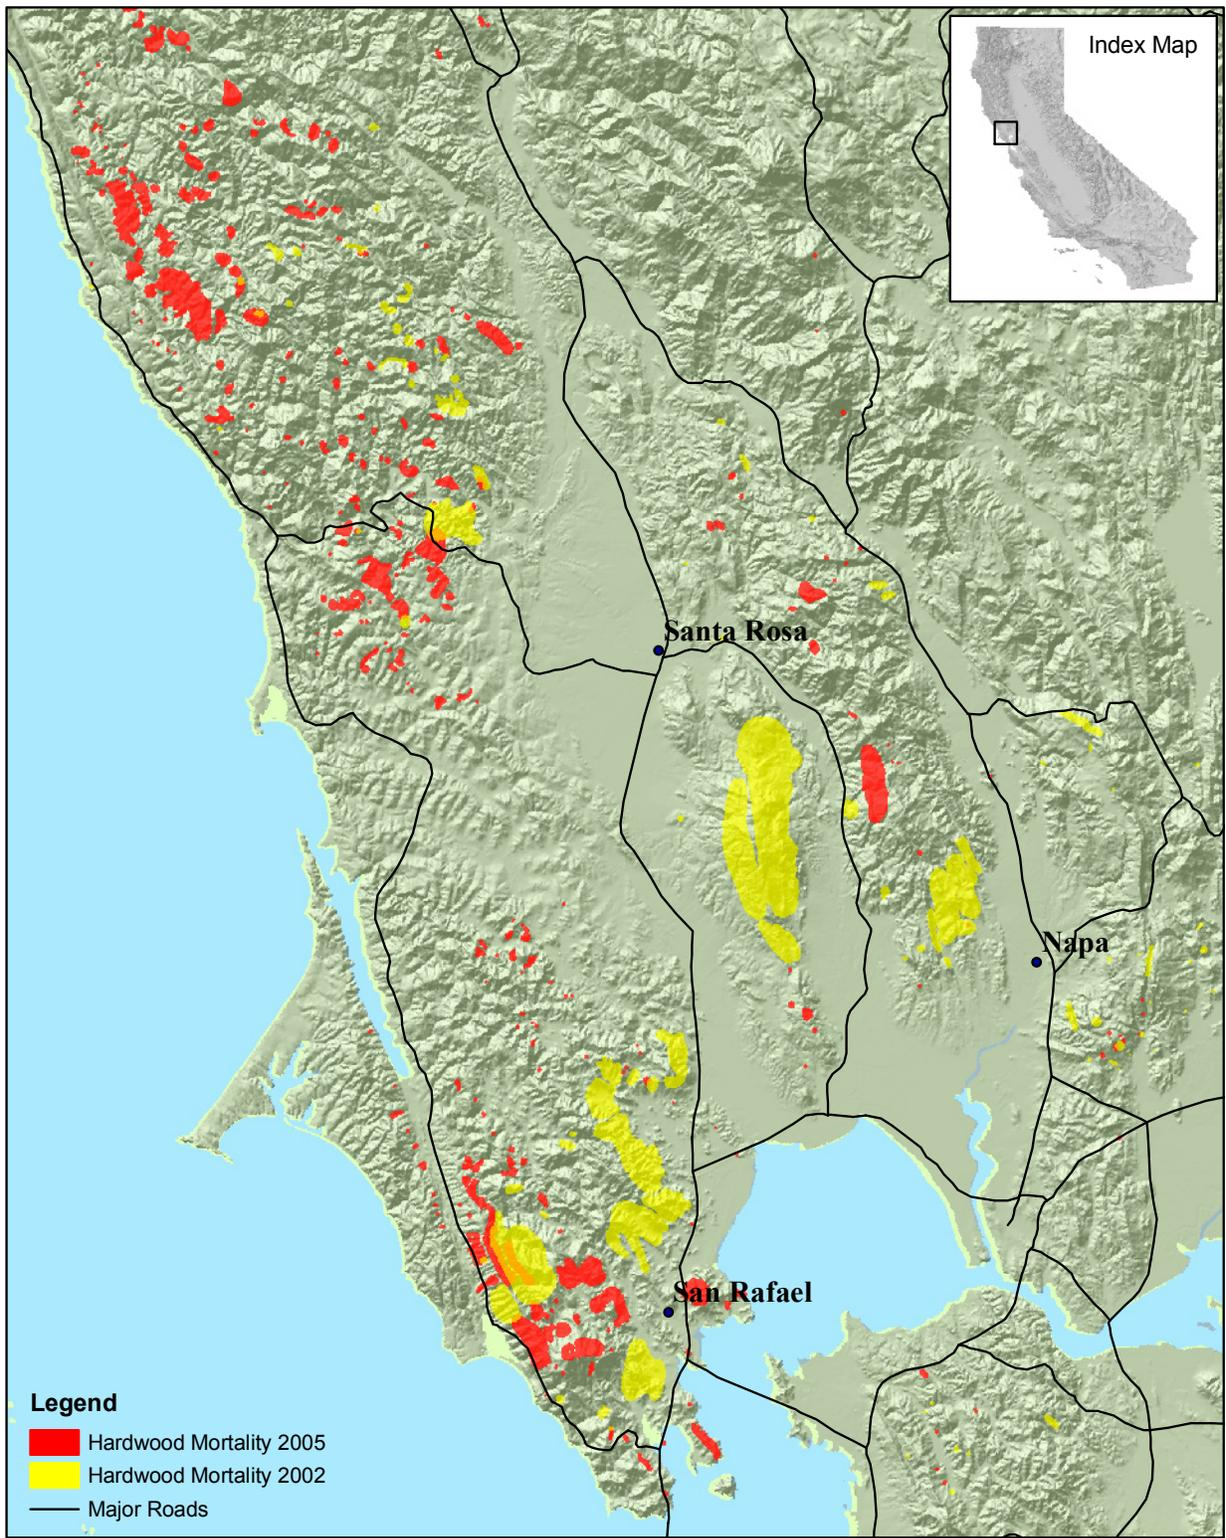 Index Map
Santa Rosa
Napa
San Rafael
Legend
Hardwood Mortality 2005
Hardwood Mortality 2002
Major Roads